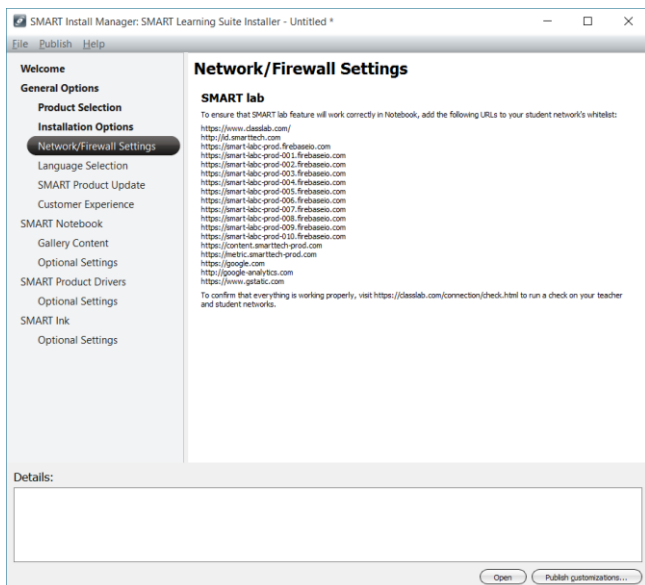 SMART Install Manager: SMART Learning Suite Installer - Untitled *
File Publish Help
Welcome
General Options
Product Selection
Installation Options
Network/Firewall Settings
Language Selection
SMART Product Update
Customer Experience
SMART Notebook
Gallery Content
Optional Settings
SMART Product Drivers
Optional Settings
SMART Ink
Optional Settings
Network/Firewall Settings
SMART lab
To ensure that SMART lab feature will work correctly in Notebook, add the following URLs to your student network's whitelist:
https://www.classlab.com/
http://id.smarttech.com
https://smart-labc-prod.firebaseio.com
https://smart-labc-prod-001.firebaseio.com
https://smart-labc-prod-002.firebaseio.com
https://smart-labc-prod-003.firebaseio.com
https://smart-labc-prod-004.firebaseio.com
https://smart-labc-prod-005.firebaseio.com
https://smart-labc-prod-006.firebaseio.com
https://smart-labc-prod-007.firebaseio.com
https://smart-labc-prod-008.firebaseio.com
https://smart-labc-prod-009.firebaseio.com
https://smart-labc-prod-010.firebaseio.com
https://content.smarttech-prod.com
https://metric.smarttech-prod.com
https://google.com
http://google-analytics.com
https://www.gstatic.com
To confirm that everything is working properly, visit https://classlab.com/connection/check.html to run a check on your teacher
and student networks.
Details:
Open Publish customizations...